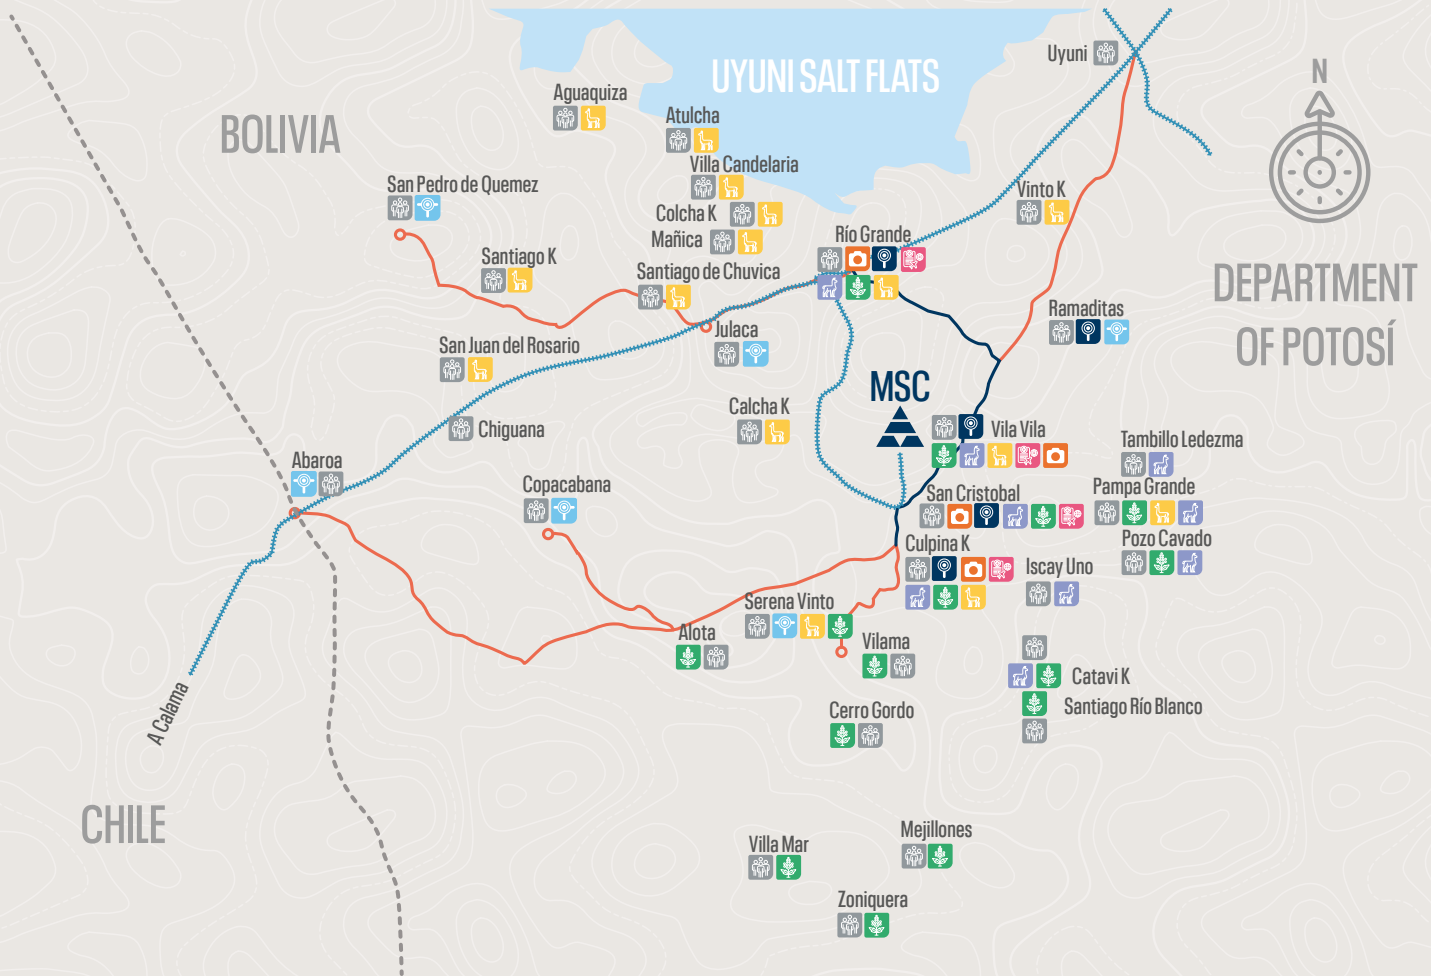 Uyuni
UYUNI SALT FLATS
N
Aguaquiza
Atulcha
BOLIVIA
Villa Candelaria
San Pedro de Quemez
Vinto K
Colcha K
Mañica
Río Grande
Santiago K
Santiago de Chuvica
DEPARTMENT
OF POTOSÍ
Ramaditas
Julaca
San Juan del Rosario
MSC
Calcha K
Chiguana
Vila Vila
Tambillo Ledezma
Abaroa
Copacabana
Pampa Grande
San Cristobal
Pozo Cavado
Culpina K
Iscay Uno
Serena Vinto
Alota
Vilama
Catavi K
Santiago Río Blanco
A Calama
Cerro Gordo
CHILE
Mejillones
Villa Mar
Zoniquera